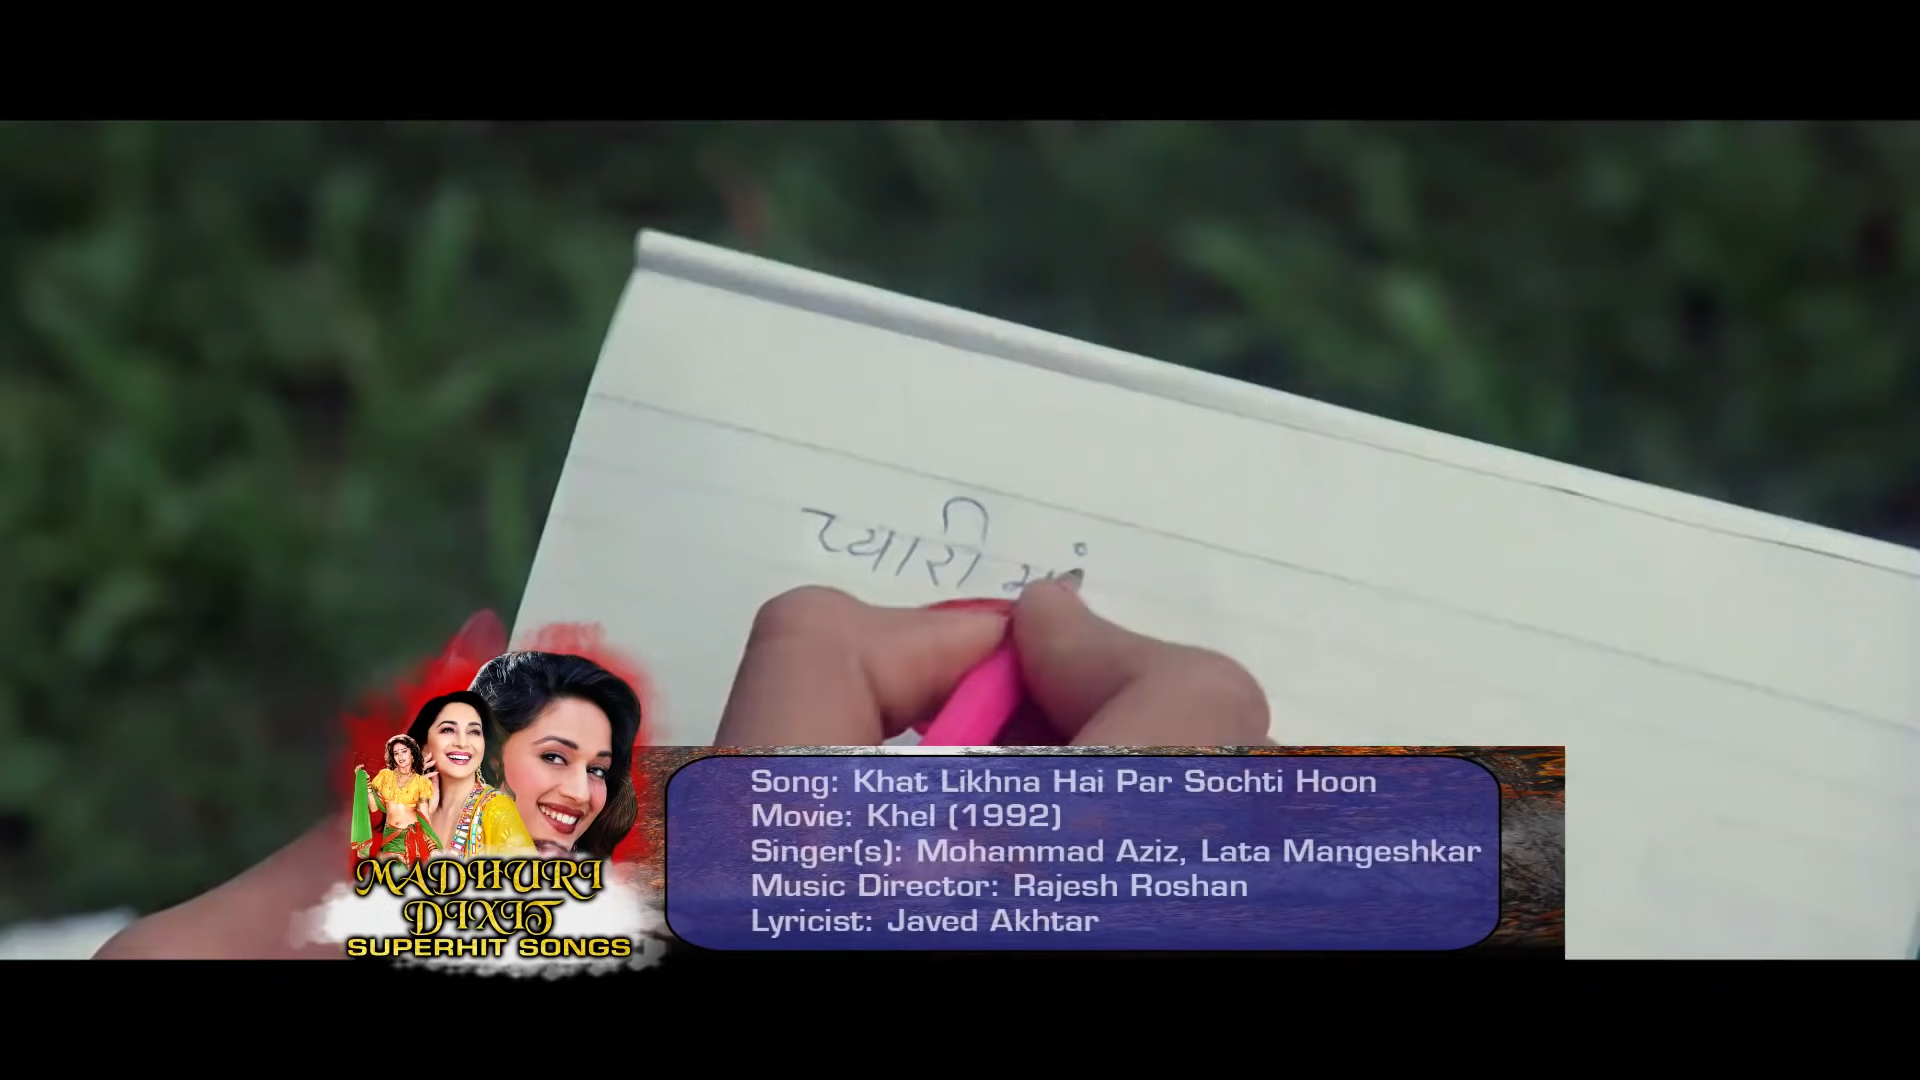 प्यारी मां
Song: Khat Likhna Hai Par Sochti Hoon
Movie: Khel (1992)
Singer(s): Mohammad Aziz, Lata Mangeshkar
Music Director: Rajesh Roshan
Lyricist: Javed Akhtar
MADHURI
DIXIT
SUPERHIT SONGS